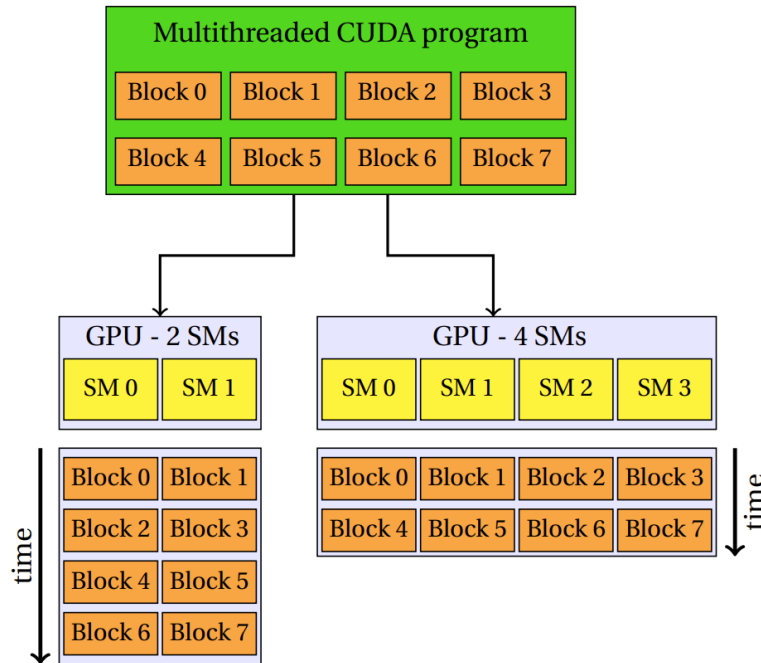 Multithreaded CUDA program
Block 0 Block 1 Block 2 Block 3
Block 4 Block 5 Block 6 Block 7
GPU - 2 SMs
SM 0 SM 1
time
Block 0 Block 1
Block 2 Block 3
Block 4 Block 5
Block 6 Block 7
GPU - 4 SMs
SM 0 SM 1 SM 2 SM 3
Block 0 Block 1 Block 2 Block 3
Block 4 Block 5 Block 6 Block 7
time